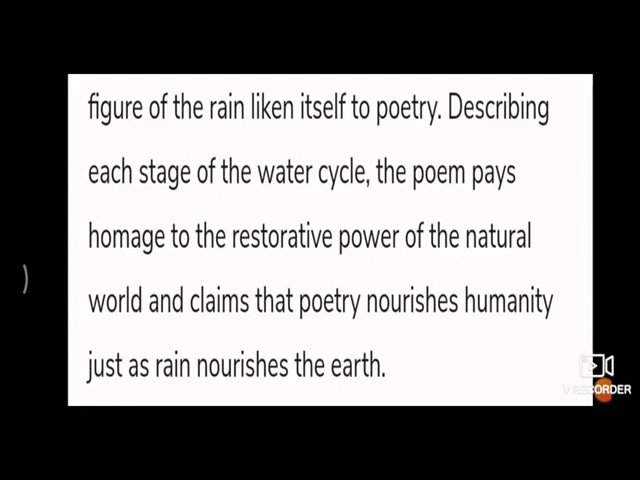 figure of the rain liken itself to poetry. Describing
each stage of the water cycle, the poem pays
homage to the restorative power of the natural
world and claims that poetry nourishes humanity
just as rain nourishes the earth.
V RECORDER